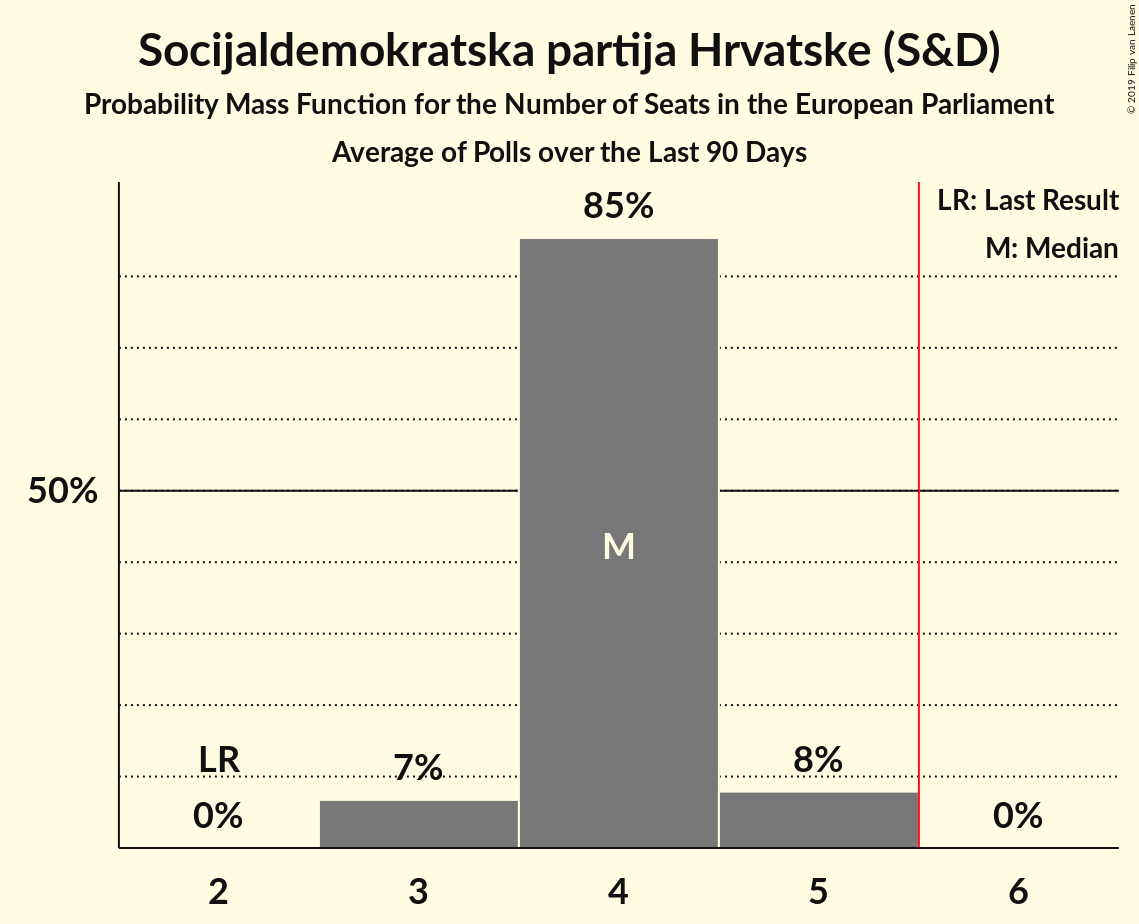 Socijaldemokratska partija Hrvatske (S&D)
Probability Mass Function for the Number of Seats in the European Parliament
Average of Polls over the Last 90 Days
© 2019 Filip van Laenen
LR: Last Result
M: Median
85%
50%
M
LR
7%
8%
0%
0%
2
3
4
5
6